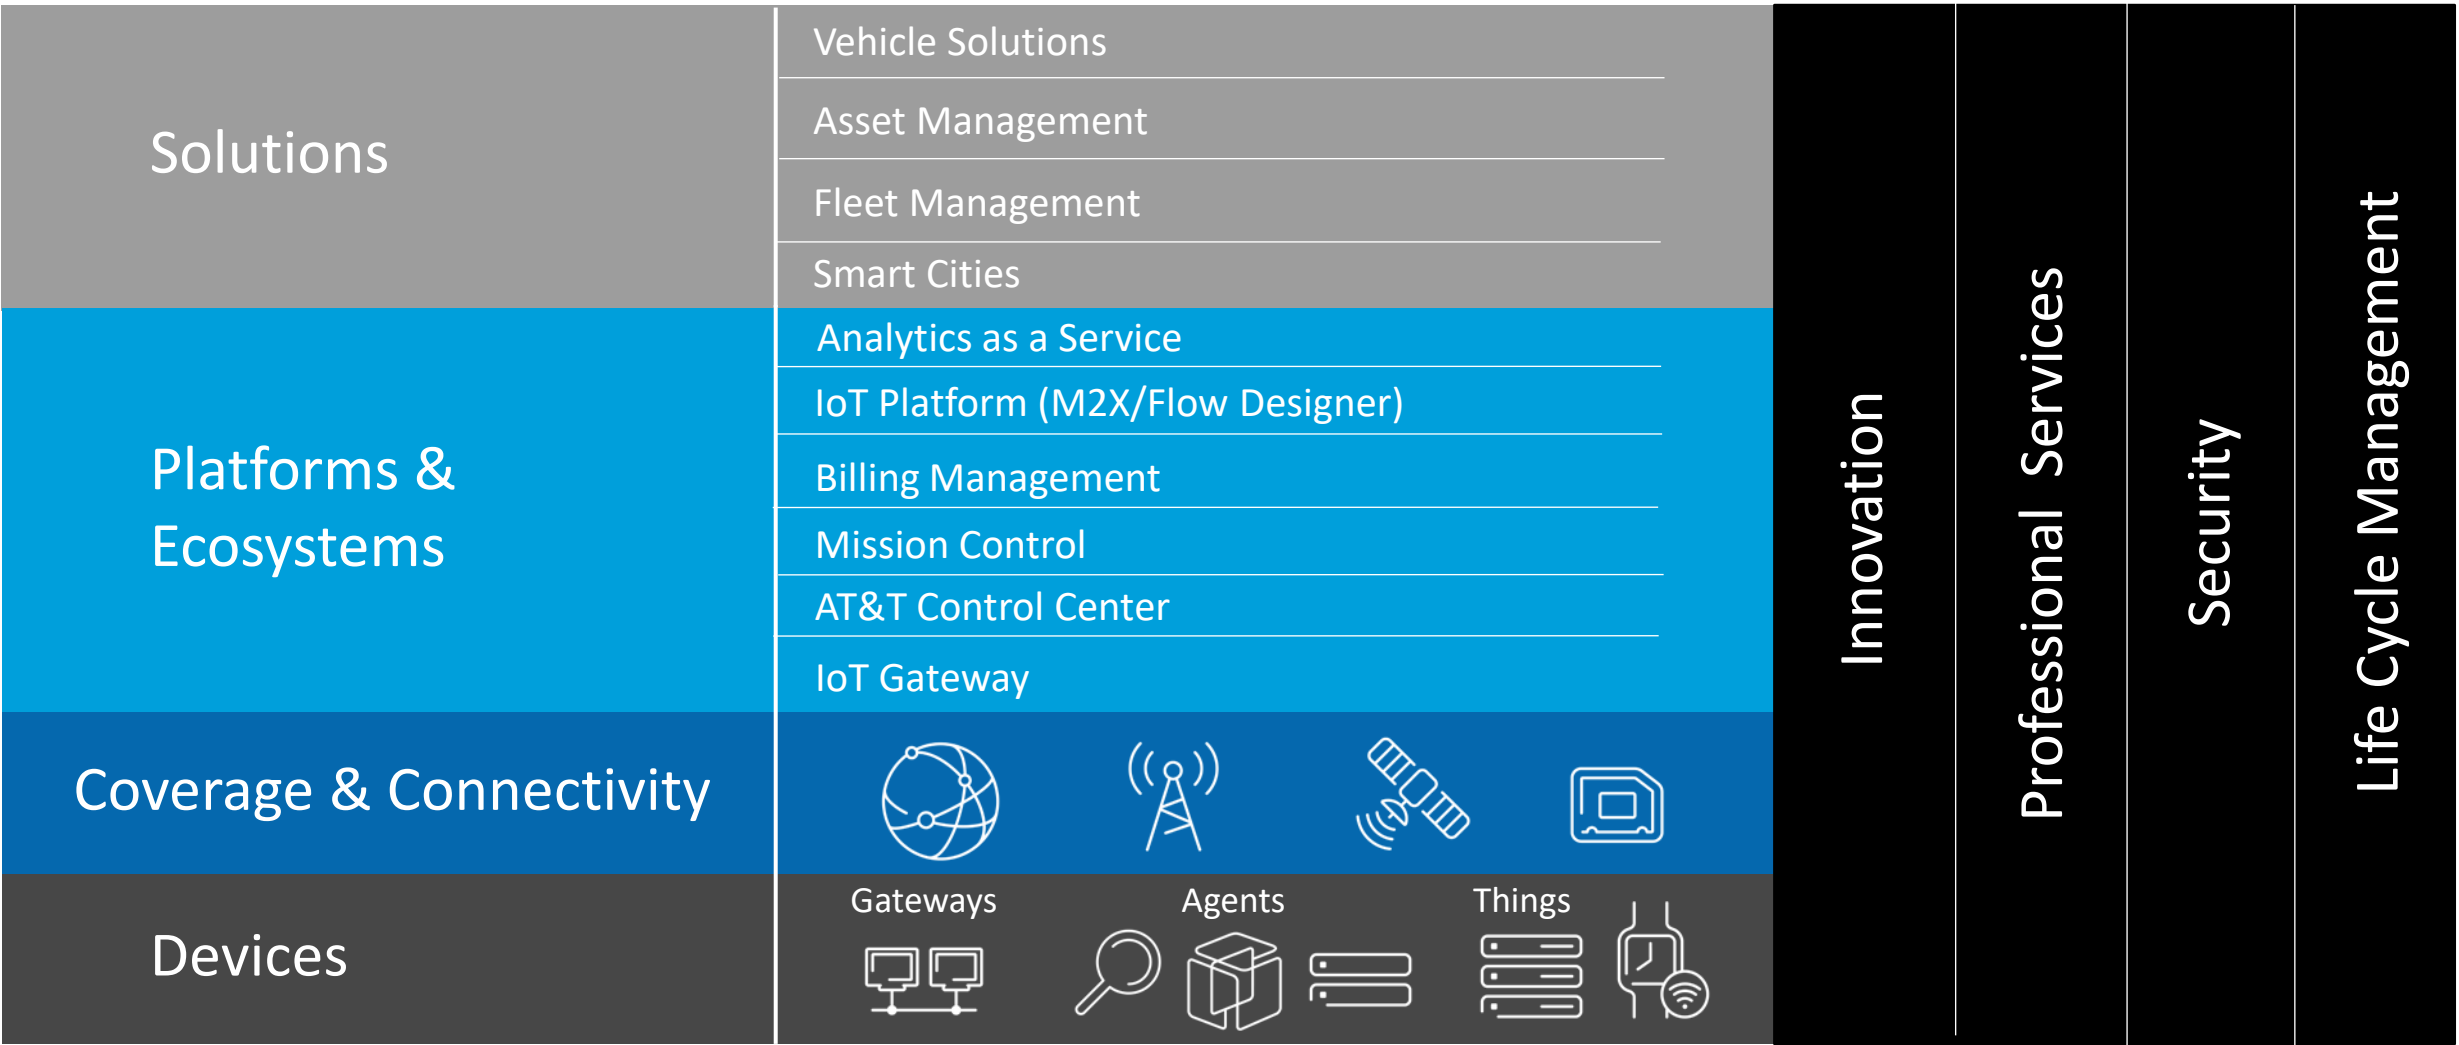 Solutions
Vehicle Solutions
Asset Management
Fleet Management
Smart Cities
Platforms &
Ecosystems
Analytics as a Service
IoT Platform (M2X/Flow Designer)
Billing Management
Mission Control
AT&T Control Center
IoT Gateway
Coverage & Connectivity
Devices
Gateways
Agents
Things
Innovation
Professional Services
Security
Life Cycle Management